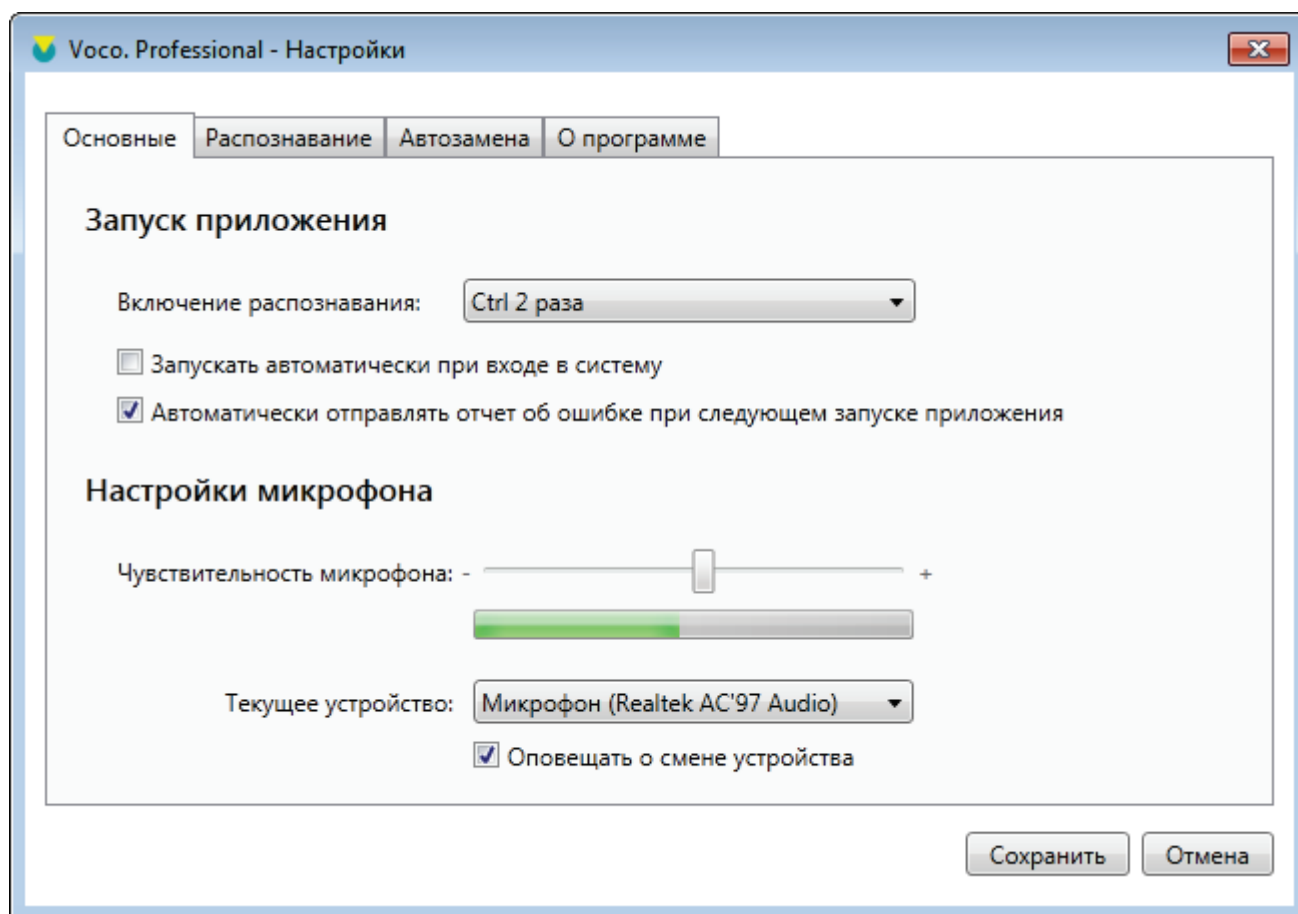 Voco. Professional - Настройки
Основные Распознавание Автозамена О программе
Запуск приложения
Включение распознавания: Ctrl 2 раза
Запускать автоматически при входе в систему
Автоматически отправлять отчет об ошибке при следующем запуске приложения
Настройки микрофона
Чувствительность микрофона: - +
Текущее устройство: Микрофон (Realtek AC'97 Audio)
Оповещать о смене устройства
Сохранить Отмена